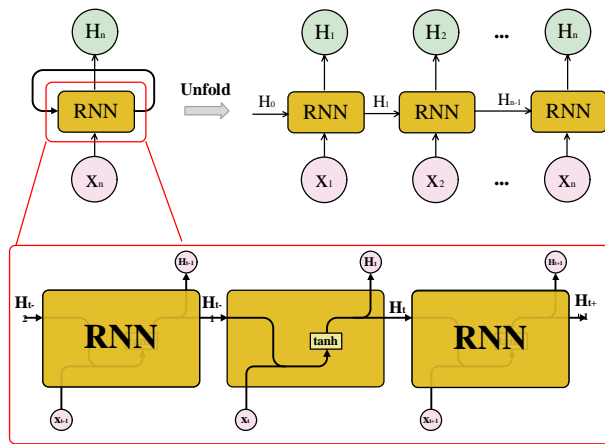 Hn H1 H2 ... Hn
Unfold
RNN H0 RNN H1 RNN Hn-1 RNN
Xn X1 X2 ... Xn
Ht-1 Ht Ht+1
Ht-2 RNN Ht-1 tanh Ht RNN Ht+1
xt-1 xt xt+1